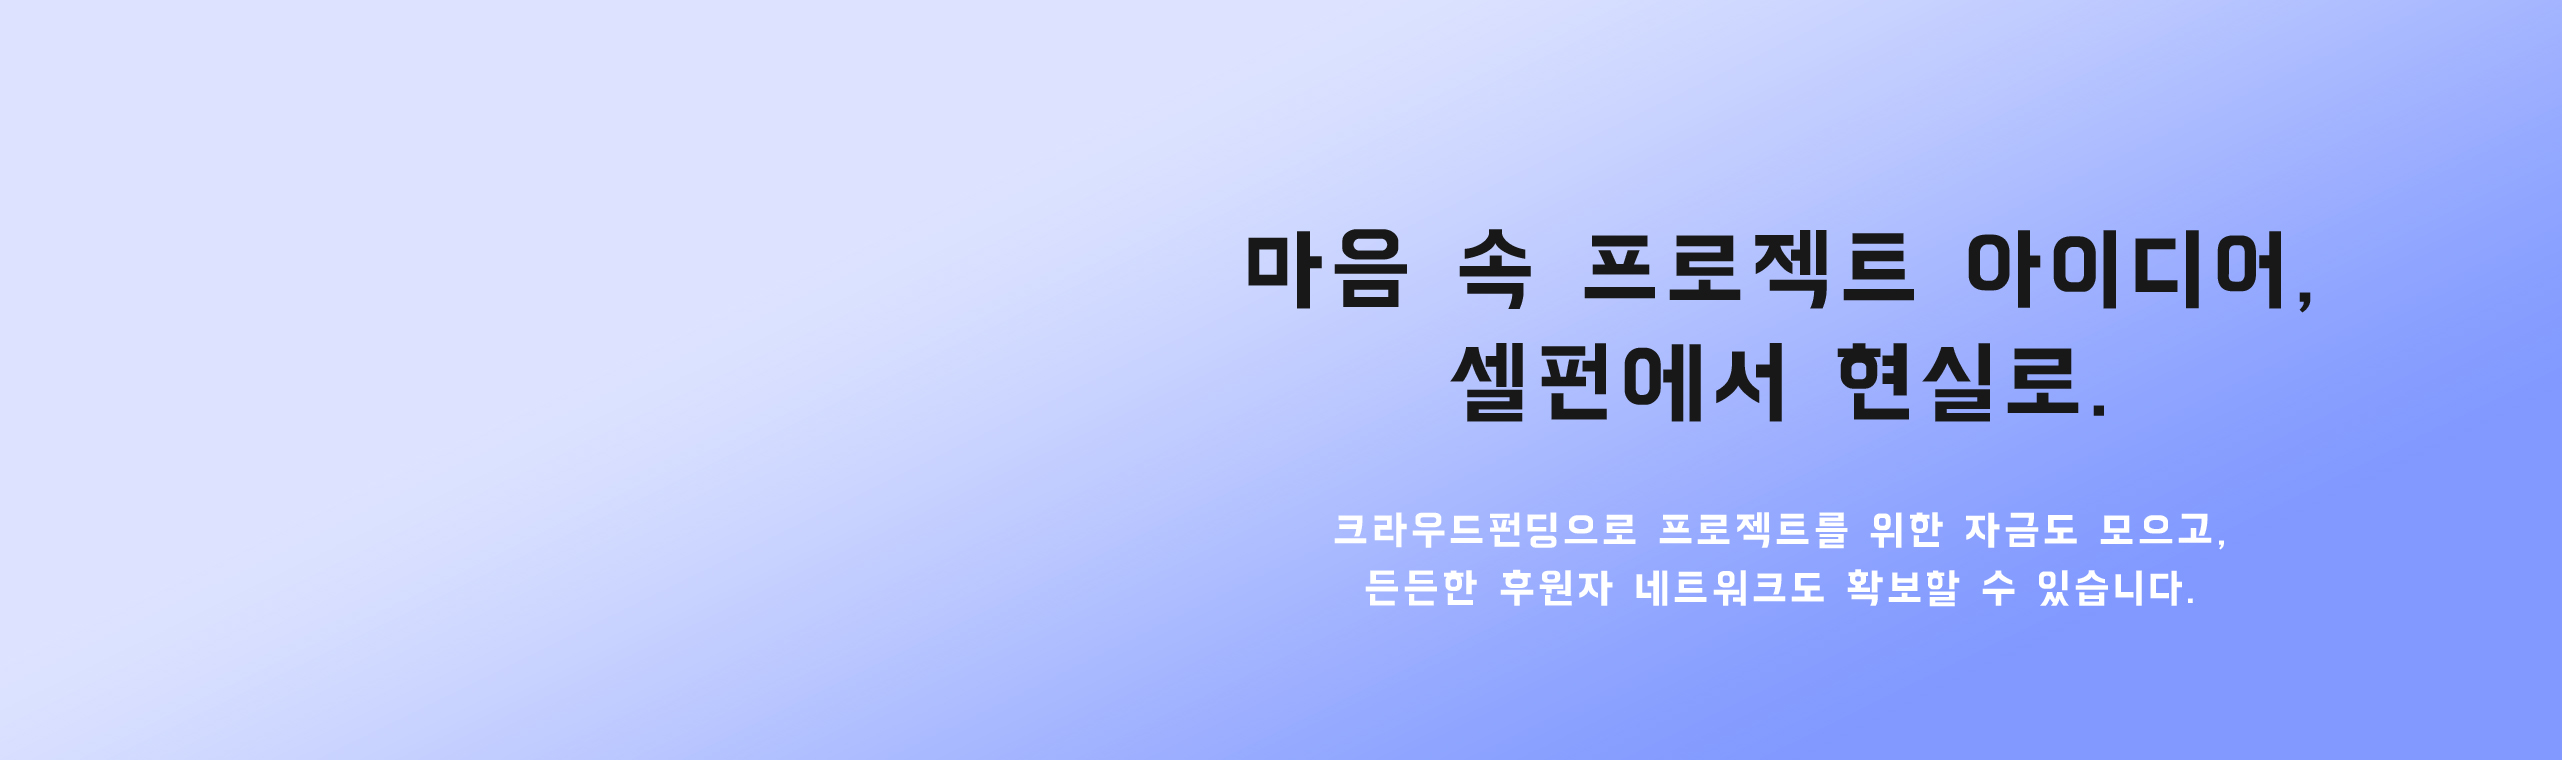 마음 속 프로젝트 아이디어,
셀펀에서 현실로.
크라우드펀딩으로 프로젝트를 위한 자금도 모으고,
든든한 후원자 네트워크도 확보할 수 있습니다.